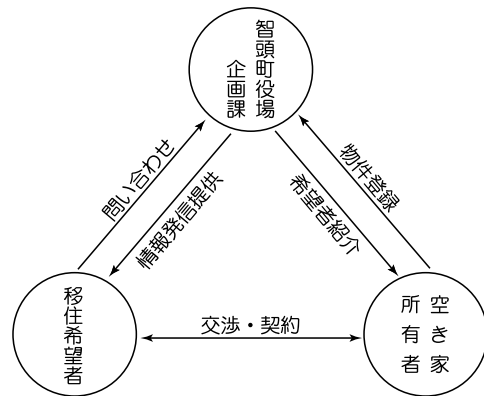 智頭町役場
企画課
問い合わせ
情報発信提供
希望者紹介
物件登録
移住希望者
交渉・契約
空き家
所有者